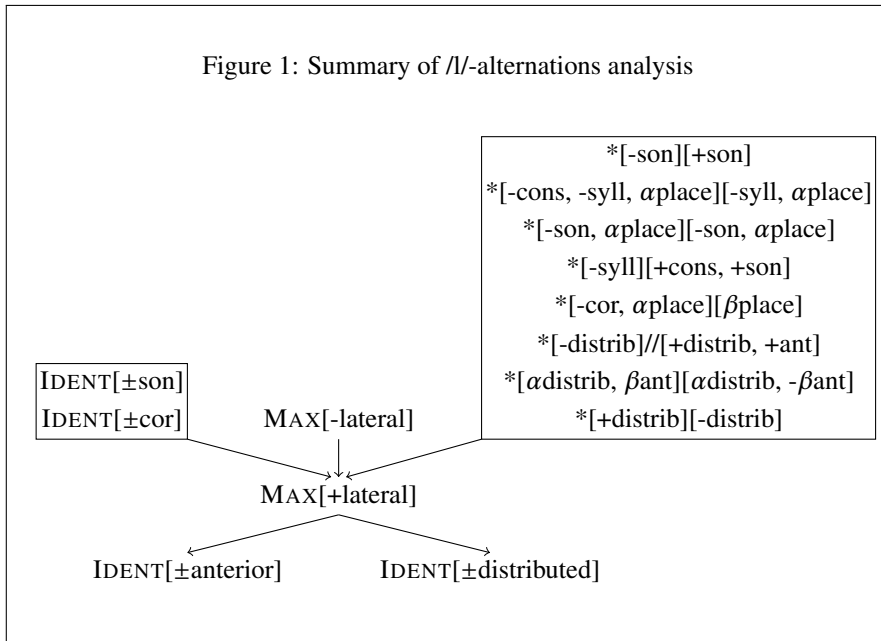 Figure 1: Summary of /l/-alternations analysis
*[-son][+son]
*[-cons, -syll, αplace][-syll, αplace]
*[-son, αplace][-son, αplace]
*[-syll][+cons, +son]
*[-cor, αplace][βplace]
*[-distrib]//[+distrib, +ant]
*[αdistrib, βant][αdistrib, -βant]
*[+distrib][-distrib]
IDENT[±son]
IDENT[±cor]
MAX[-lateral]
MAX[+lateral]
IDENT[±anterior]
IDENT[±distributed]